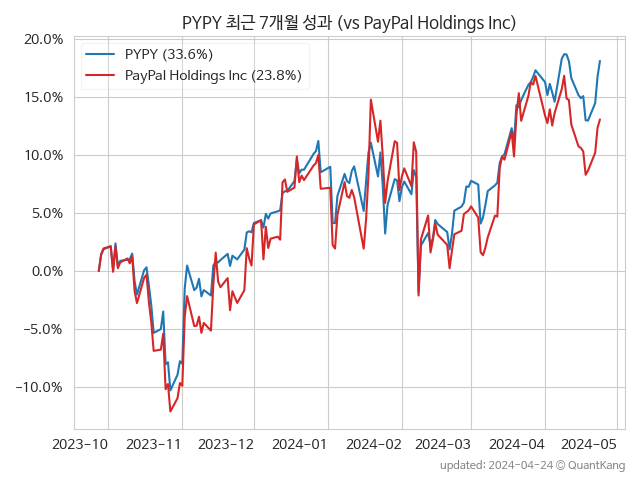 PYPY 최근 7개월 성과 (vs PayPal Holdings Inc)
20.0%
15.0%
10.0%
5.0%
0.0%
−5.0%
−10.0%
PYPY (33.6%)
PayPal Holdings Inc (23.8%)
2023-10 2023-11 2023-12 2024-01 2024-02 2024-03 2024-04 2024-05
updated: 2024-04-24 © QuantKang